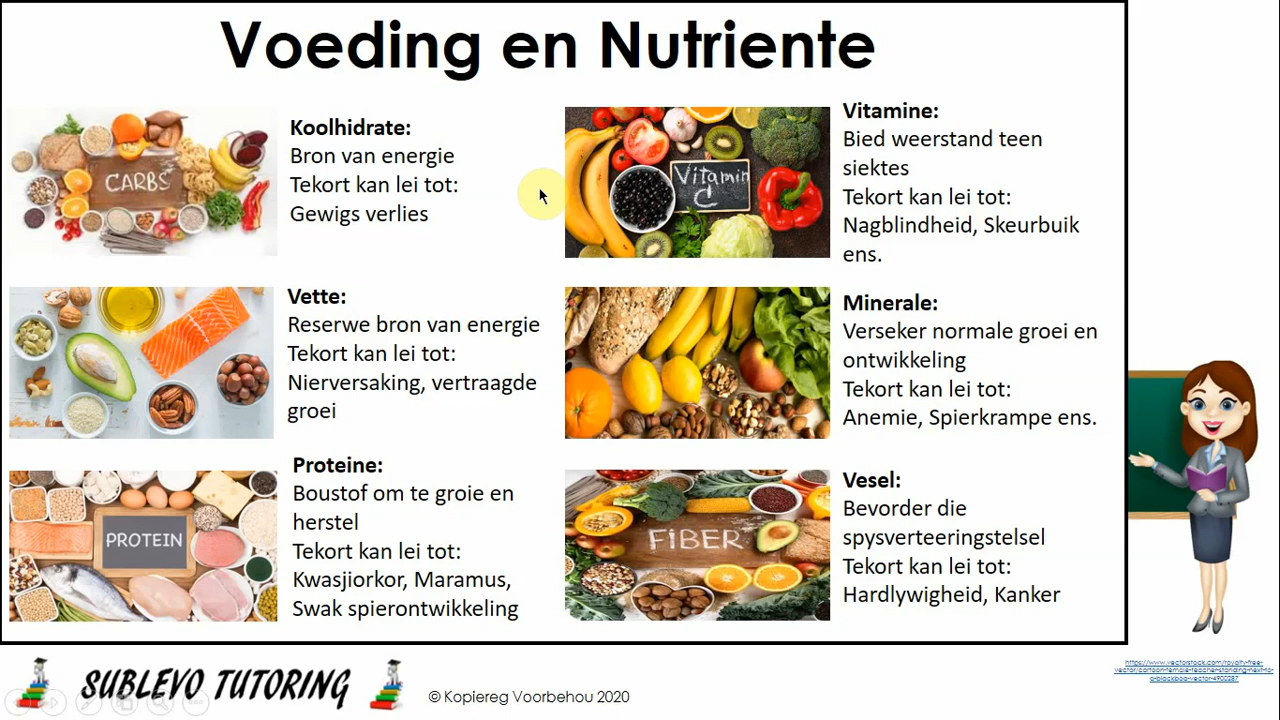 Voeding en Nutriente
Koolhidrate:
Bron van energie
Tekort kan lei tot:
Gewigs verlies
CARBS
Vette:
Reserwe bron van energie
Tekort kan lei tot:
Nierversaking, vertraagde
groei
Proteine:
Boustof om te groie en
herstel
Tekort kan lei tot:
Kwasjiorkor, Maramus,
Swak spierontwikkeling
PROTEIN
Vitamine:
Bied weerstand teen
siektes
Tekort kan lei tot:
Nagblindheid, Skeurbuik
ens.
Vitamin
C
Minerale:
Verseker normale groei en
ontwikkeling
Tekort kan lei tot:
Anemie, Spierkrampe ens.
Vesel:
Bevorder die
spysverteeringstelsel
Tekort kan lei tot:
Hardlywigheid, Kanker
FIBER
SUBLEVO TUTORING
© Kopiereg Voorbehou 2020